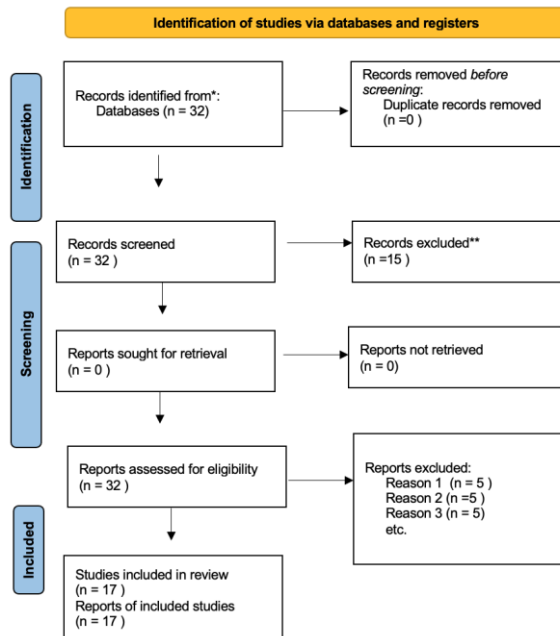 Identification of studies via databases and registers
Identification
Records identified from*:
Databases (n = 32)
Records removed before
screening:
Duplicate records removed
(n =0 )
Screening
Records screened
(n = 32 )
Records excluded**
(n =15 )
Reports sought for retrieval
(n = 0 )
Reports not retrieved
(n = 0)
Reports assessed for eligibility
(n = 32 )
Reports excluded:
Reason 1 (n = 5 )
Reason 2 (n =5 )
Reason 3 (n = 5)
etc.
Included
Studies included in review
(n = 17 )
Reports of included studies
(n = 17 )